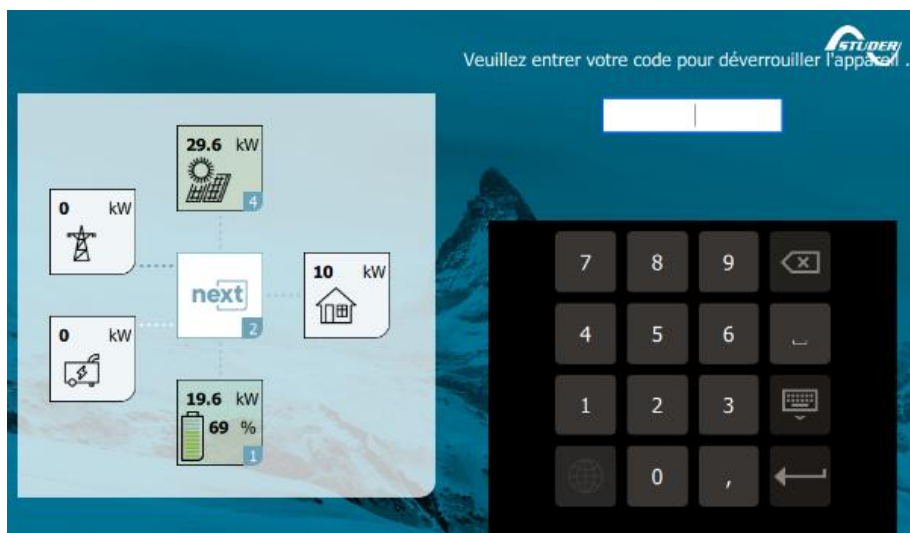 STUDER
Veuillez entrer votre code pour déverrouiller l'appareil .
29.6 kW
4
0 kW
next
2
10 kW
0 kW
19.6 kW
69 %
1
7 8 9
4 5 6
1 2 3
0 ,